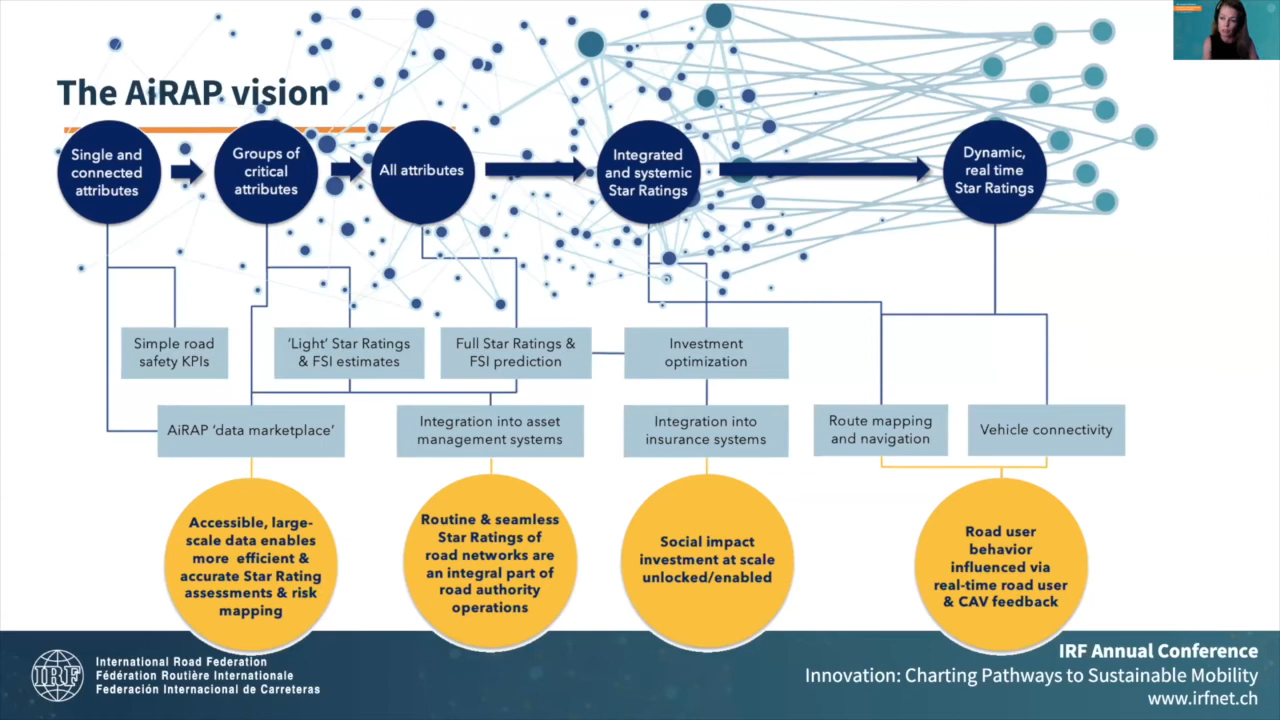 The AiRAP vision
Single and
connected
attributes
Groups of
critical
attributes
All attributes
Integrated
and systemic
Star Ratings
Dynamic,
real time
Star Ratings
Simple road
safety KPIs
‘Light’ Star Ratings
& FSI estimates
Full Star Ratings &
FSI prediction
Investment
optimization
AiRAP ‘data marketplace’
Integration into asset
management systems
Integration into
insurance systems
Route mapping
and navigation
Vehicle connectivity
Accessible, large-
scale data enables
more efficient &
accurate Star Rating
assessments & risk
mapping
Routine & seamless
Star Ratings of
road networks are
an integral part of
road authority
operations
Social impact
investment at scale
unlocked/enabled
Road user
behavior
influenced via
real-time road user
& CAV feedback
IRF
International Road Federation
Fédération Routière Internationale
Federación Internacional de Carreteras
IRF Annual Conference
Innovation: Charting Pathways to Sustainable Mobility
www.irfnet.ch